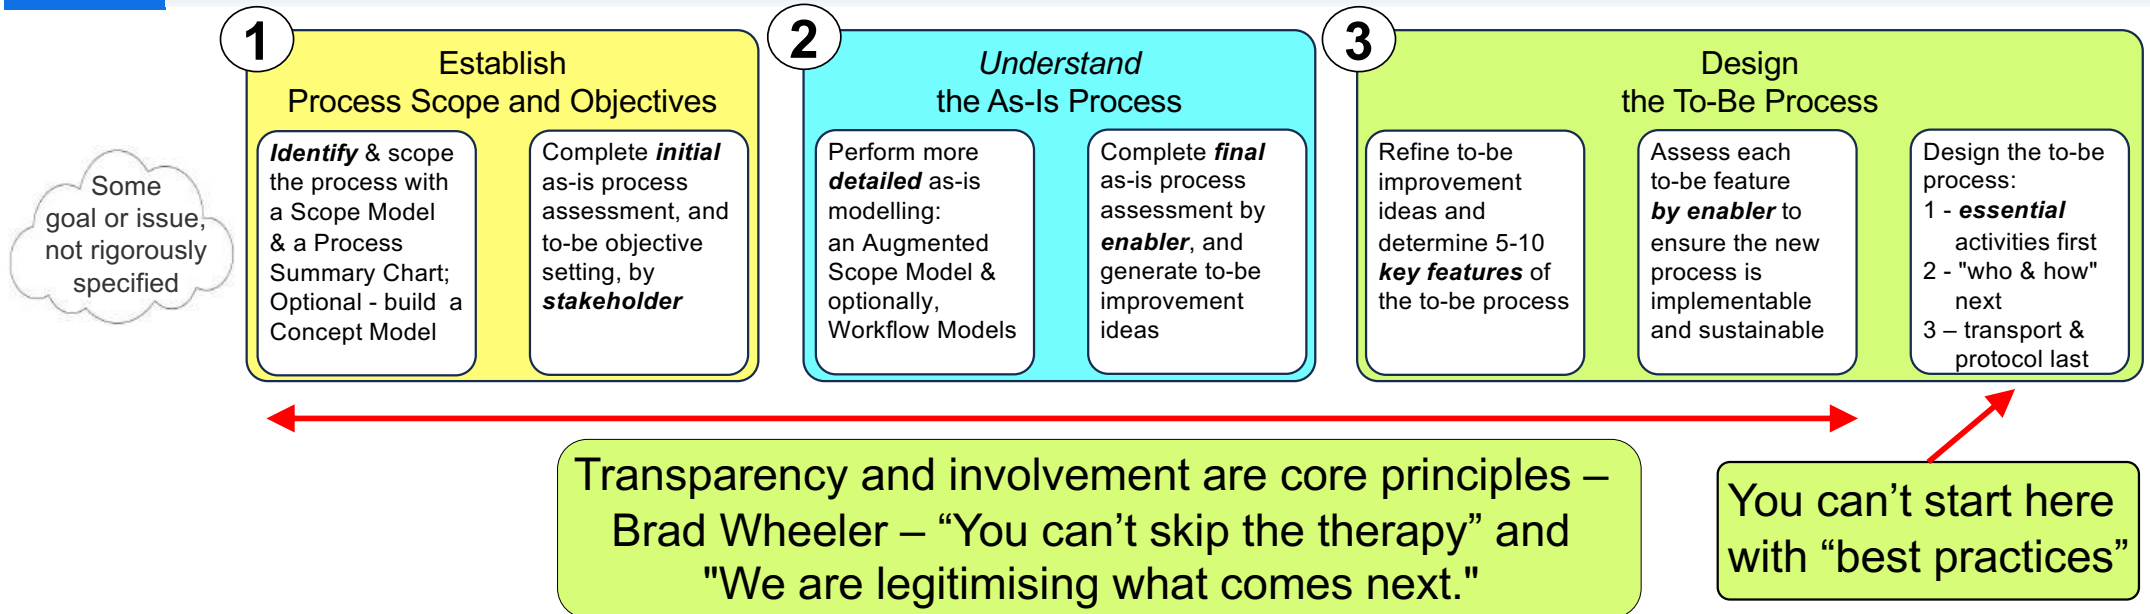 Some
goal or issue,
not rigorously
specified
1
Establish
Process Scope and Objectives
Identify & scope
the process with
a Scope Model
& a Process
Summary Chart;
Optional - build a
Concept Model
Complete initial
as-is process
assessment, and
to-be objective
setting, by
stakeholder
2
Understand
the As-Is Process
Perform more
detailed as-is
modelling:
an Augmented
Scope Model &
optionally,
Workflow Models
Complete final
as-is process
assessment by
enabler, and
generate to-be
improvement
ideas
3
Design
the To-Be Process
Refine to-be
improvement
ideas and
determine 5-10
key features of
the to-be process
Assess each
to-be feature
by enabler to
ensure the new
process is
implementable
and sustainable
Design the to-be
process:
1 - essential
activities first
2 - "who & how"
next
3 – transport &
protocol last
Transparency and involvement are core principles –
Brad Wheeler – “You can’t skip the therapy” and
"We are legitimising what comes next."
You can’t start here
with “best practices”